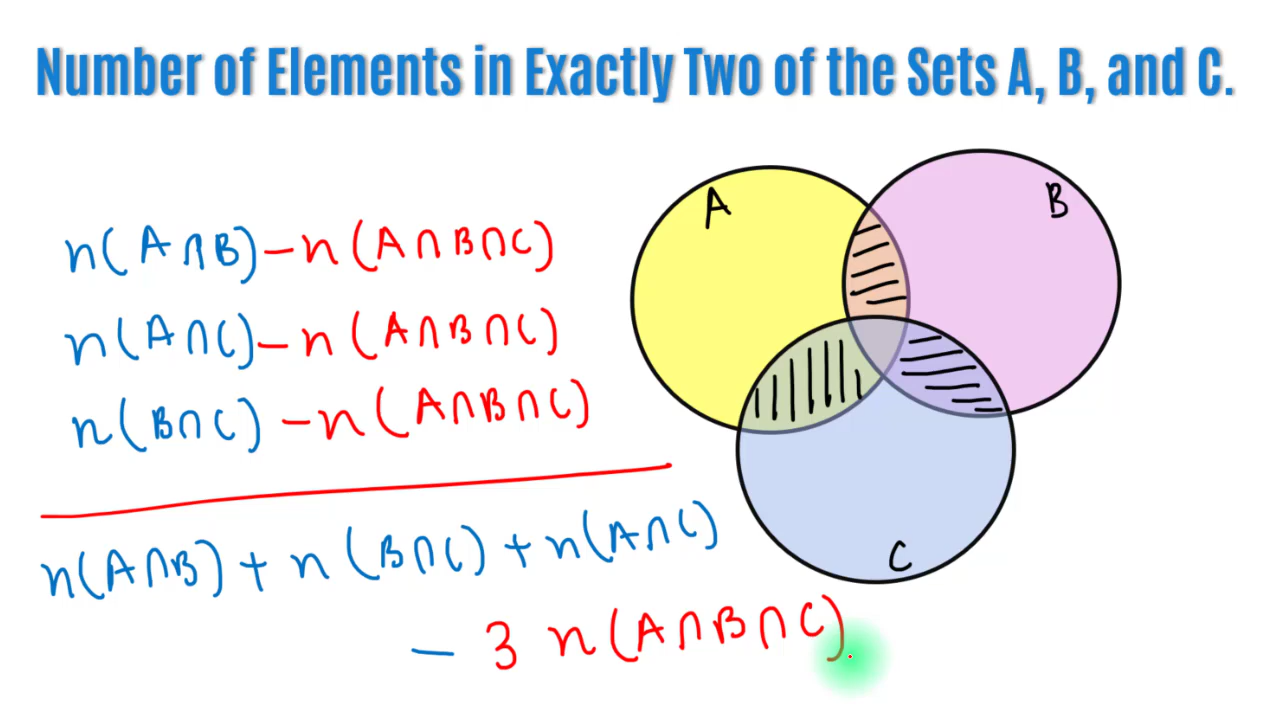 Number of Elements in Exactly Two of the Sets A, B, and C.
A
B
n(A∩B)-n(A∩B∩C)
n(A∩C)-n(A∩B∩C)
n(B∩C)-n(A∩B∩C)
n(A∩B)+n(B∩C)+n(A∩C)
C
-3n(A∩B∩C)